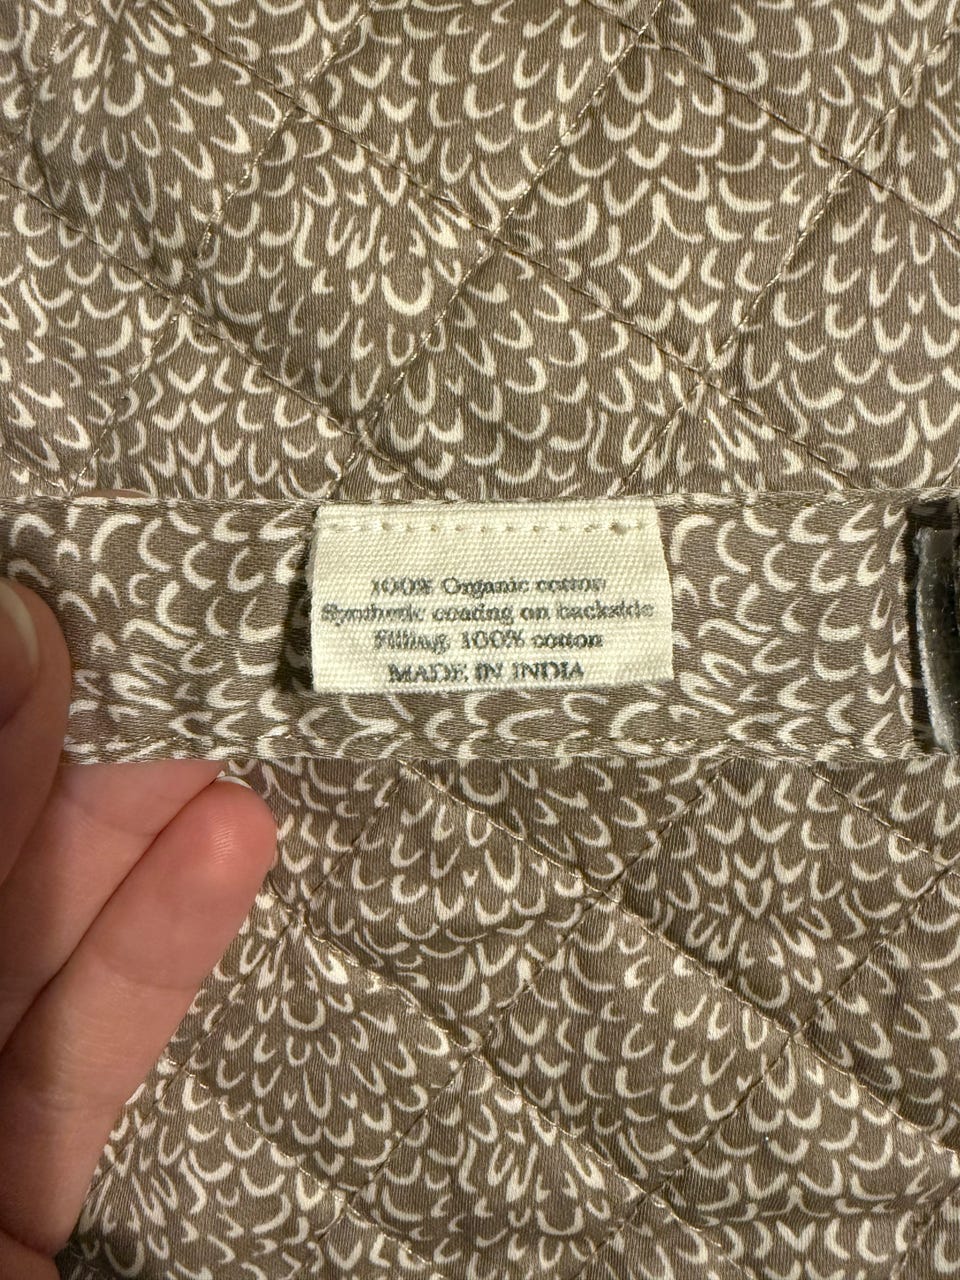 100% Organic cotton
Synthetic coating on backside
Filling, 100% cotton
MADE IN INDIA